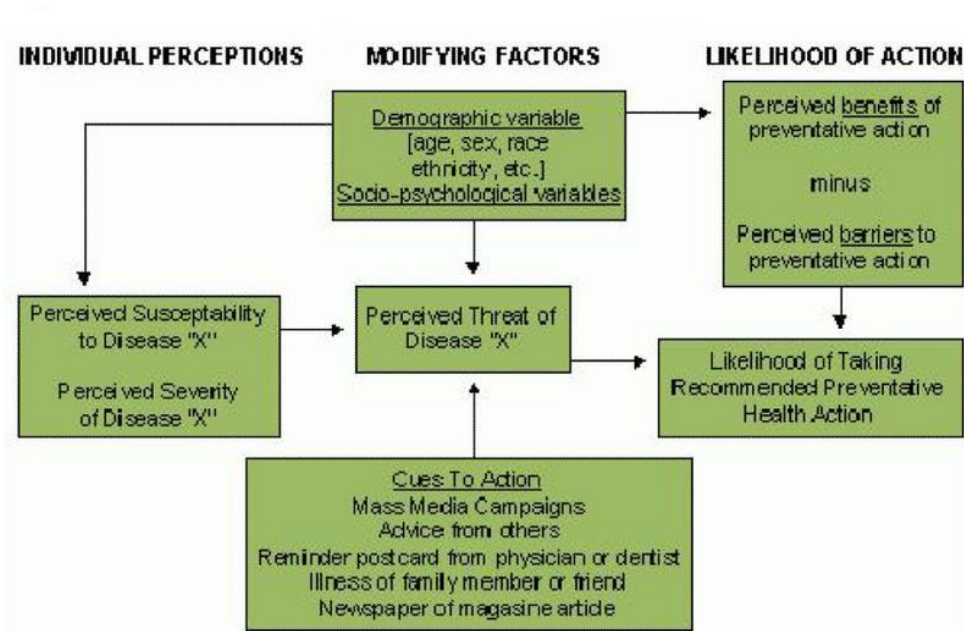 INDIVIDUAL PERCEPTIONS
MODIFYING FACTORS
LIKELIHOOD OF ACTION
Demographic variable
[age, sex, race
ethnicity, etc.]
Socio-psychological variables
Perceived benefits of
preventative action
minus
Perceived barriers to
preventative action
Perceived Susceptability
to Disease "X"
Perceived Severity
of Disease "X"
Perceived Threat of
Disease "X"
Likelihood of Taking
Recommended Preventative
Health Action
Cues To Action
Mass Media Campaigns
Advice from others
Reminder postcard from physician or dentist
Illness of family member or friend
Newspaper of magasine article